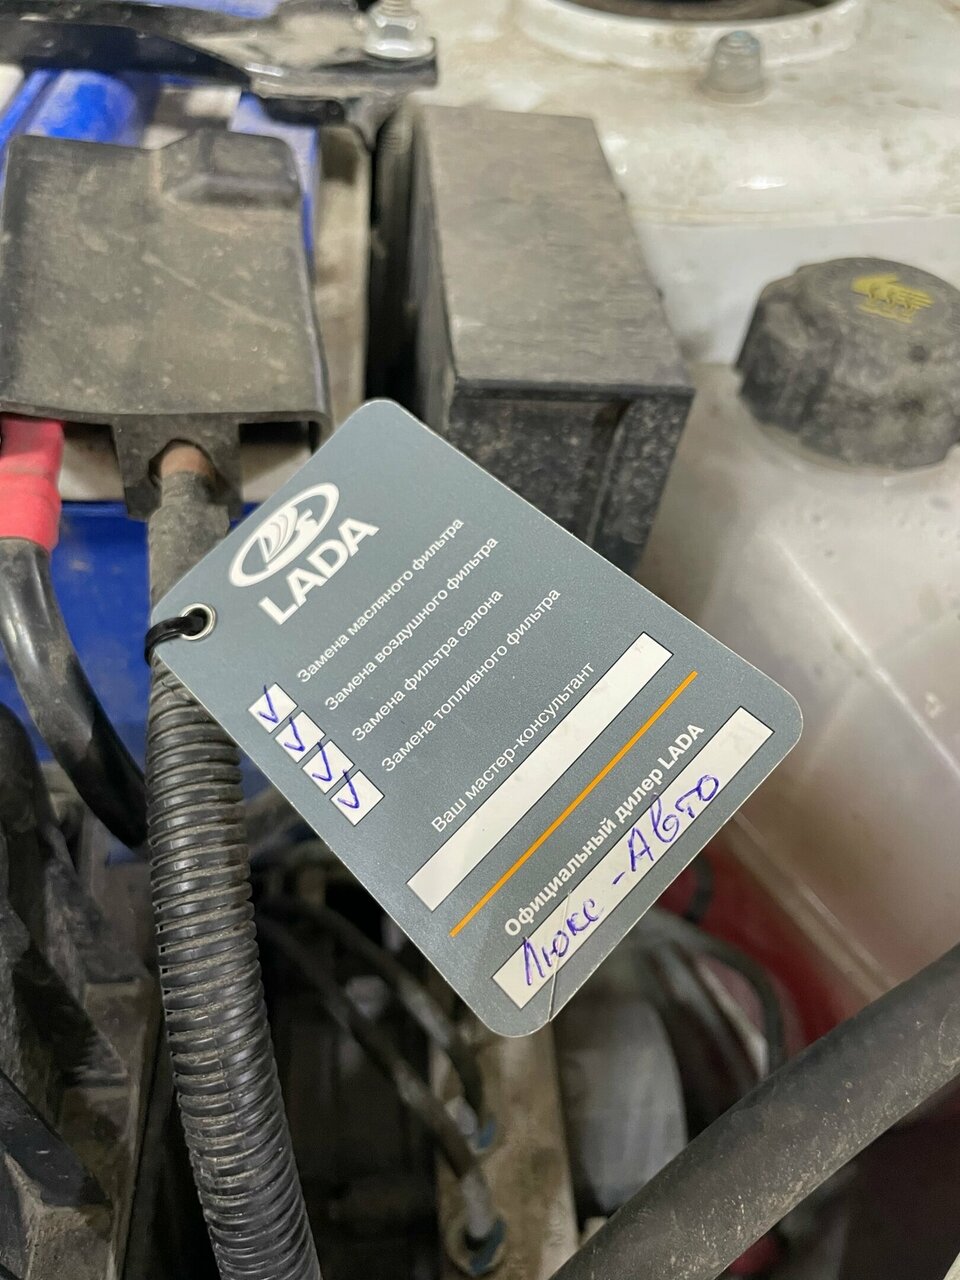 LADA
Замена масляного фильтра
Замена воздушного фильтра
Замена фильтра салона
Замена топливного фильтра
Ваш мастер-консультант
Официальный дилер LADA
Люкс-Авто